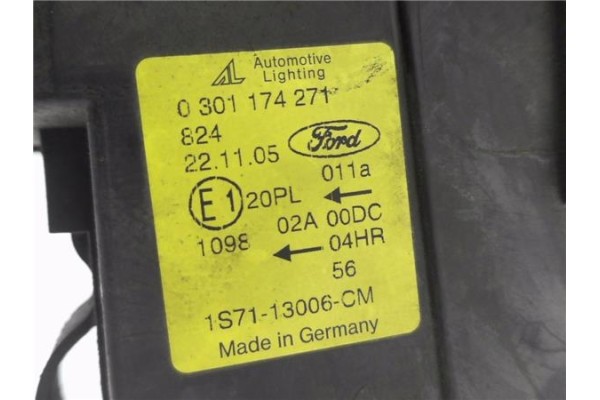 AL Automotive
Lighting
0 301 174 271
824
22.11.05 Ford
011a
E1 20PL
02A 00DC
1098 04HR
56
1S71-13006-CM
Made in Germany